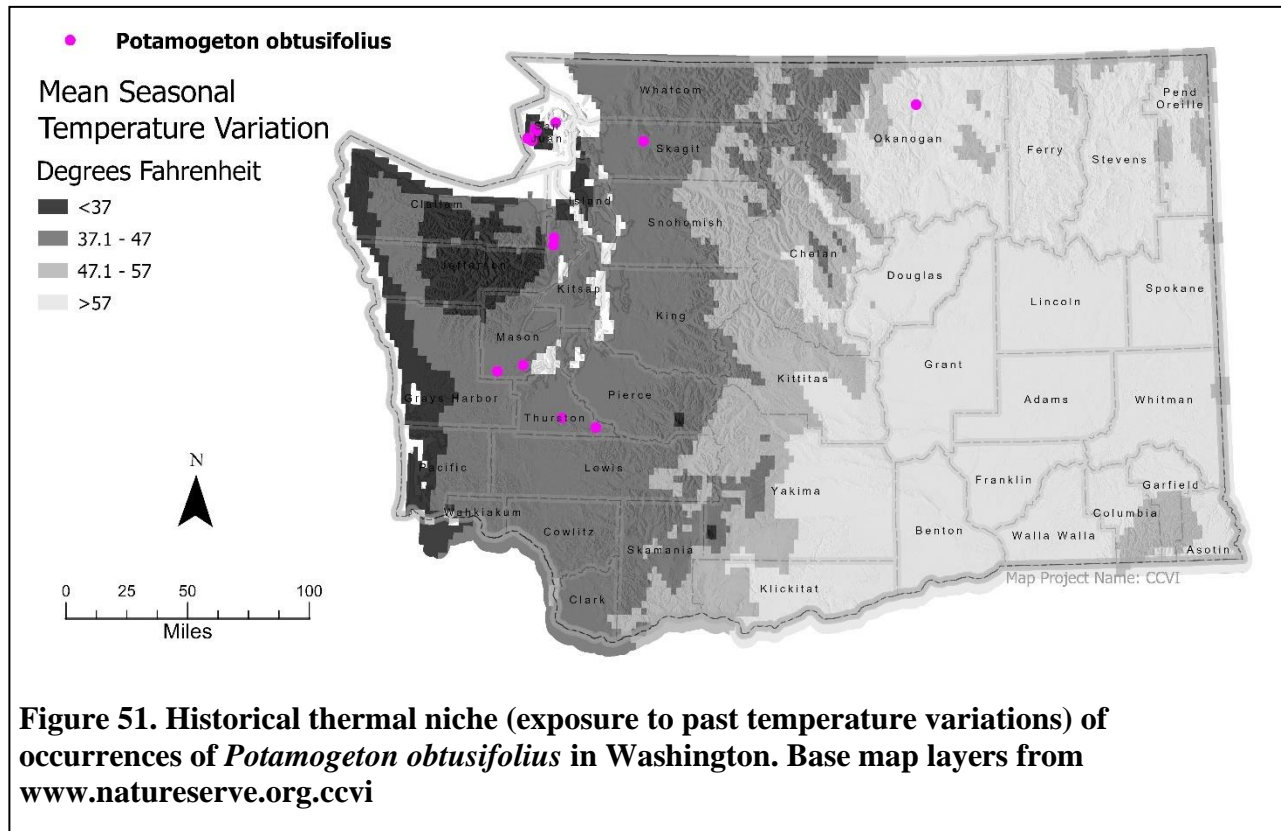 Potamogeton obtusifolius
Mean Seasonal
Temperature Variation
Degrees Fahrenheit
<37
37.1 - 47
47.1 - 57
>57
N
0 50 100
Miles
Whatcom
Skagit
Juan
Island
Clallam
Jefferson
Snohomish
Kitsap
King
Mason
Grays Harbor
Thurston
Pierce
Pacific
Lewis
Wahkiakum
Cowlitz
Skamania
Clark
Okanogan
Ferry
Stevens
Pend
Oreille
Chelan
Douglas
Lincoln
Spokane
Grant
Kittitas
Adams
Whitman
Yakima
Franklin
Benton
Walla Walla
Columbia
Garfield
Asotin
Klickitat
Map Project Name: CCVI
Figure 51. Historical thermal niche (exposure to past temperature variations) of
occurrences of Potamogeton obtusifolius in Washington. Base map layers from
www.natureserve.org.ccvi